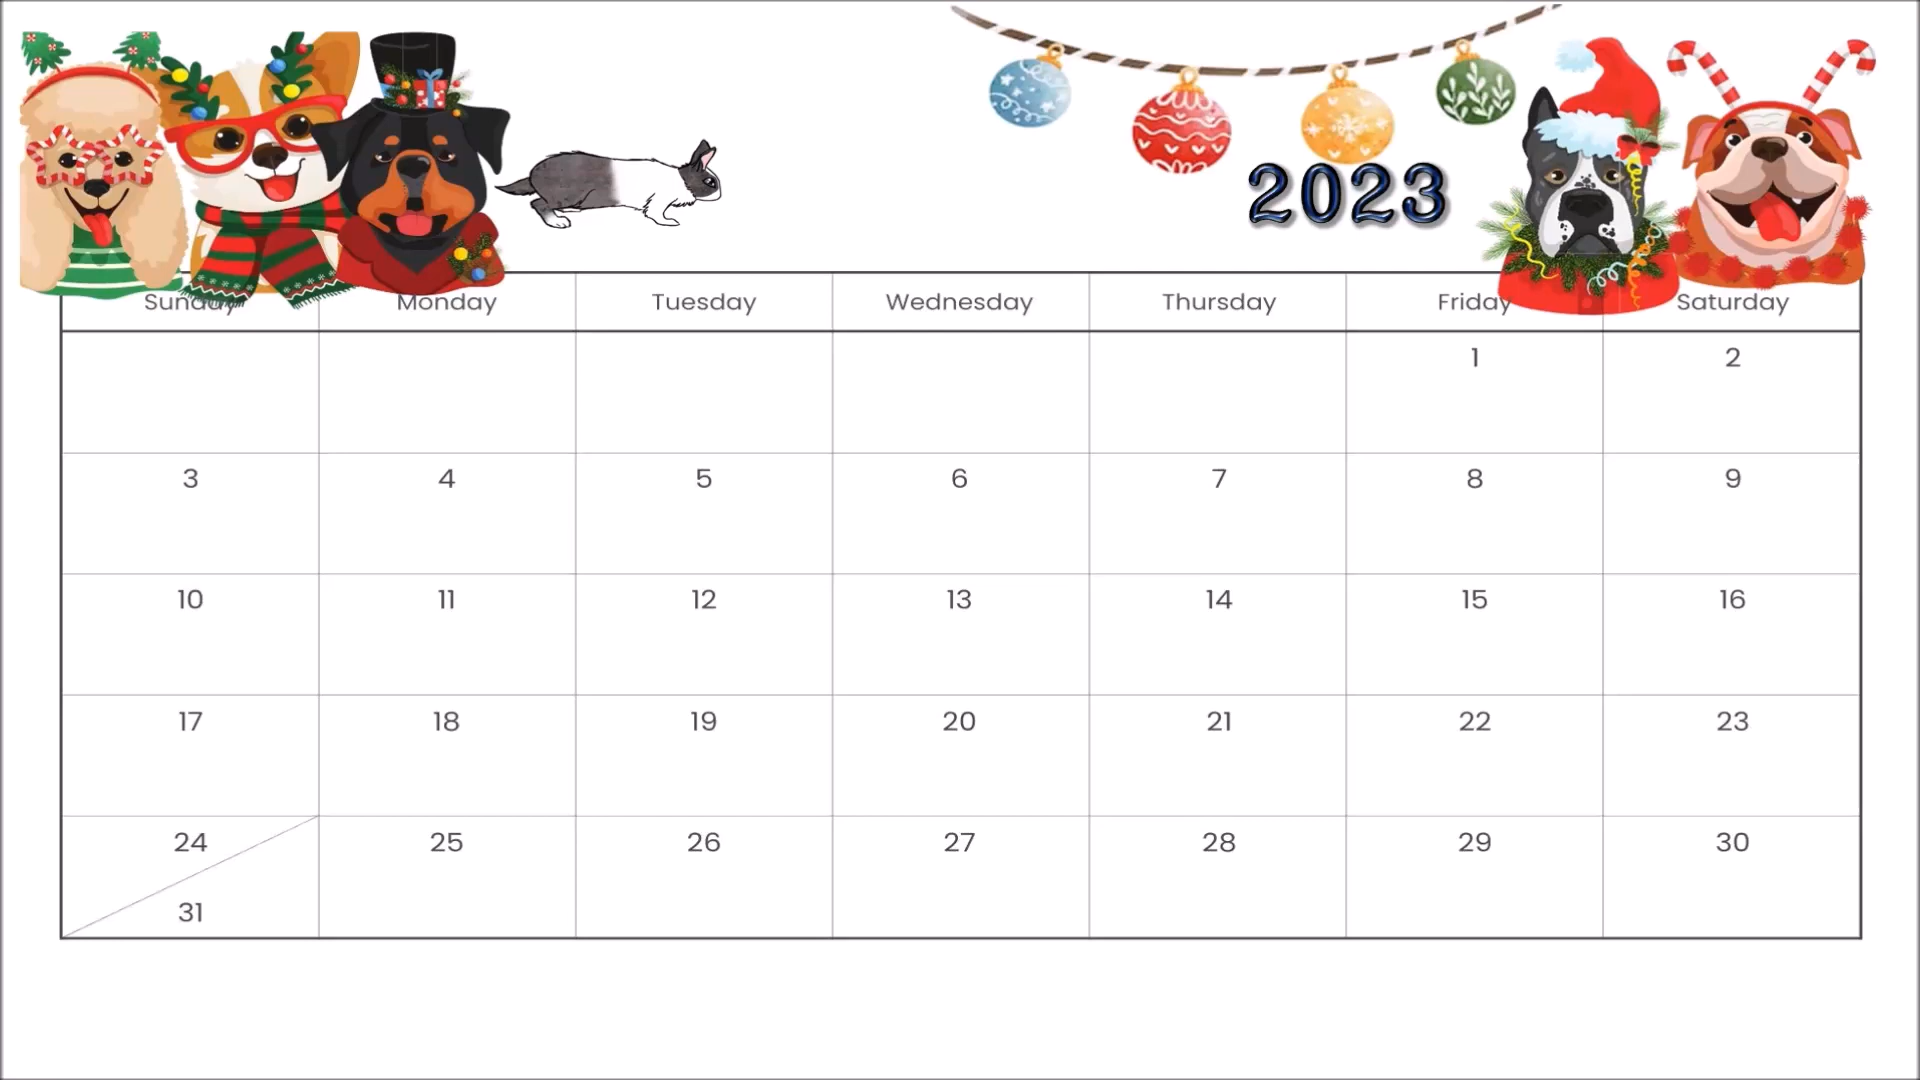 2023
Sunday Monday Tuesday Wednesday Thursday Friday Saturday
1 2
3 4 5 6 7 8 9
10 11 12 13 14 15 16
17 18 19 20 21 22 23
24 25 26 27 28 29 30
31